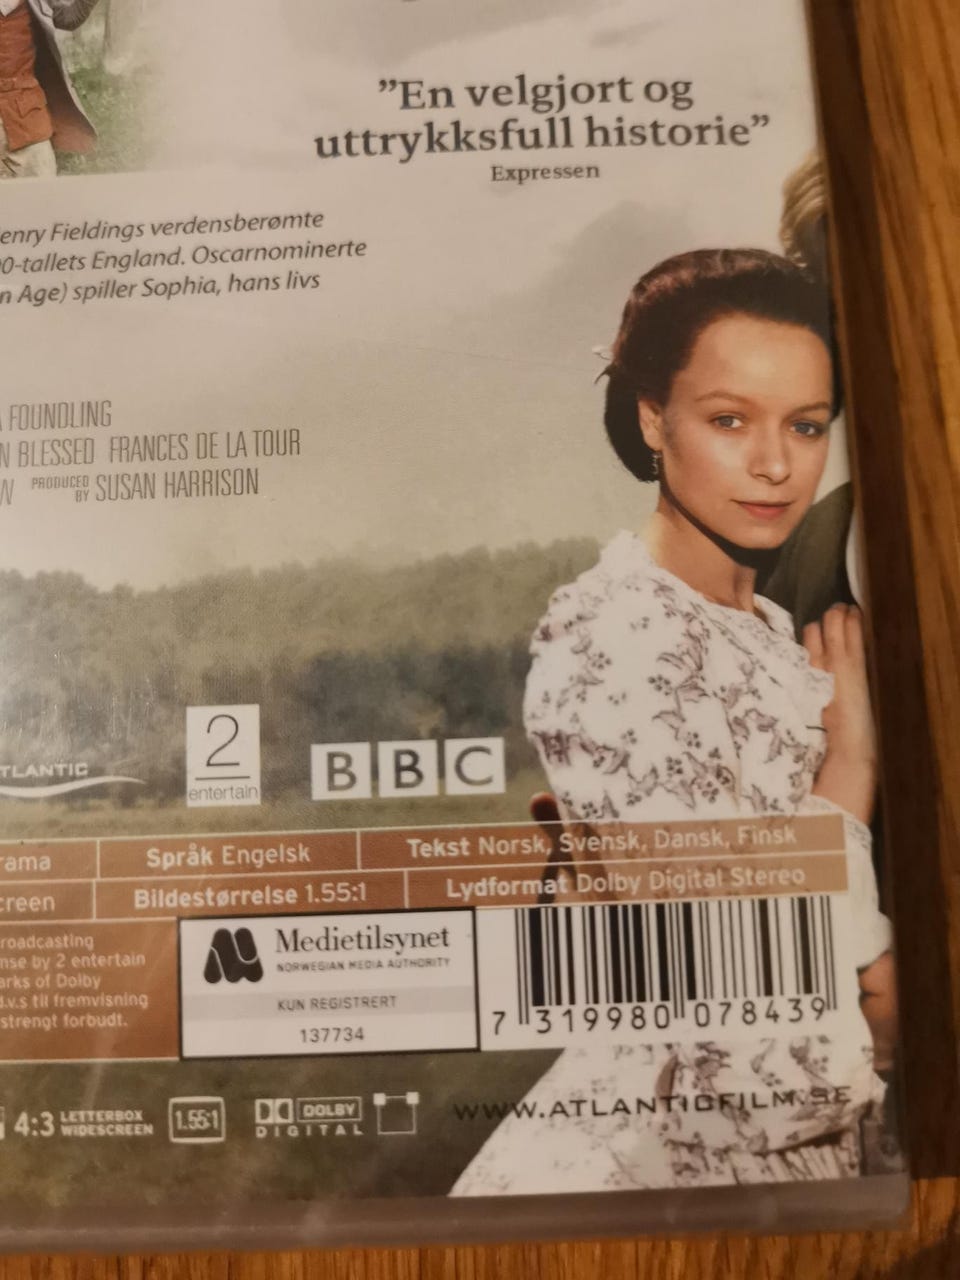 ”En velgjort og
uttrykksfull historie”
Expressen
enry Fieldings verdensberømte
0-tallets England. Oscarnominerte
n Age) spiller Sophia, hans livs
A FOUNDLING
N BLESSED FRANCES DE LA TOUR
W PRODUCED BY SUSAN HARRISON
TLANTIC
2
entertain
BBC
rama Språk Engelsk Tekst Norsk, Svensk, Dansk, Finsk
creen Bildestørrelse 1.55:1 Lydformat Dolby Digital Stereo
roadcasting
nse by 2 entertain
arks of Dolby
d.v.s til fremvisning
strengt forbudt.
Medietilsynet
NORWEGIAN MEDIA AUTHORITY
KUN REGISTRERT
137734
7 319980 078439
4:3 LETTERBOX WIDESCREEN 1.55:1 DOLBY DIGITAL
WWW.ATLANTICFILM.SE